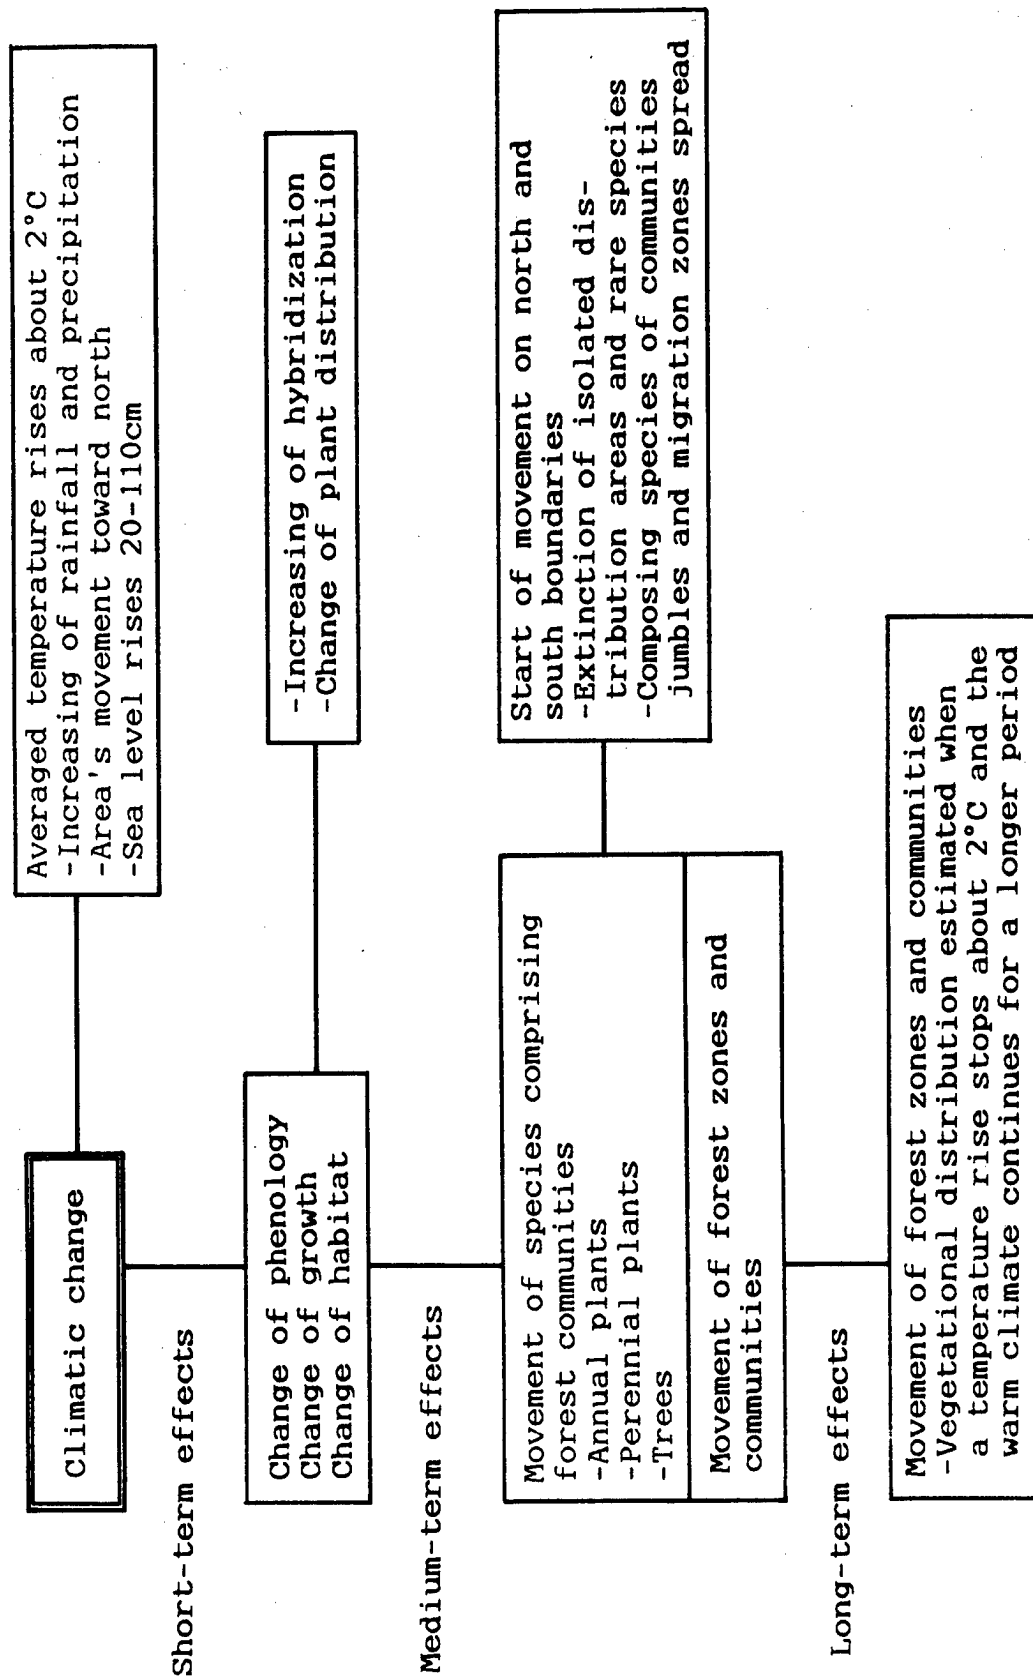 Climatic change
Averaged temperature rises about 2°C
-Increasing of rainfall and precipitation
-Area's movement toward north
-Sea level rises 20-110cm
Short-term effects
Change of phenology
Change of growth
Change of habitat
-Increasing of hybridization
-Change of plant distribution
Medium-term effects
Movement of species comprising
forest communities
-Annual plants
-Perennial plants
-Trees
Start of movement on north and
south boundaries
-Extinction of isolated dis-
tribution areas and rare species
-Composing species of communities
jumbles and migration zones spread
Movement of forest zones and
communities
Long-term effects
Movement of forest zones and communities
-Vegetational distribution estimated when
a temperature rise stops about 2°C and the
warm climate continues for a longer period